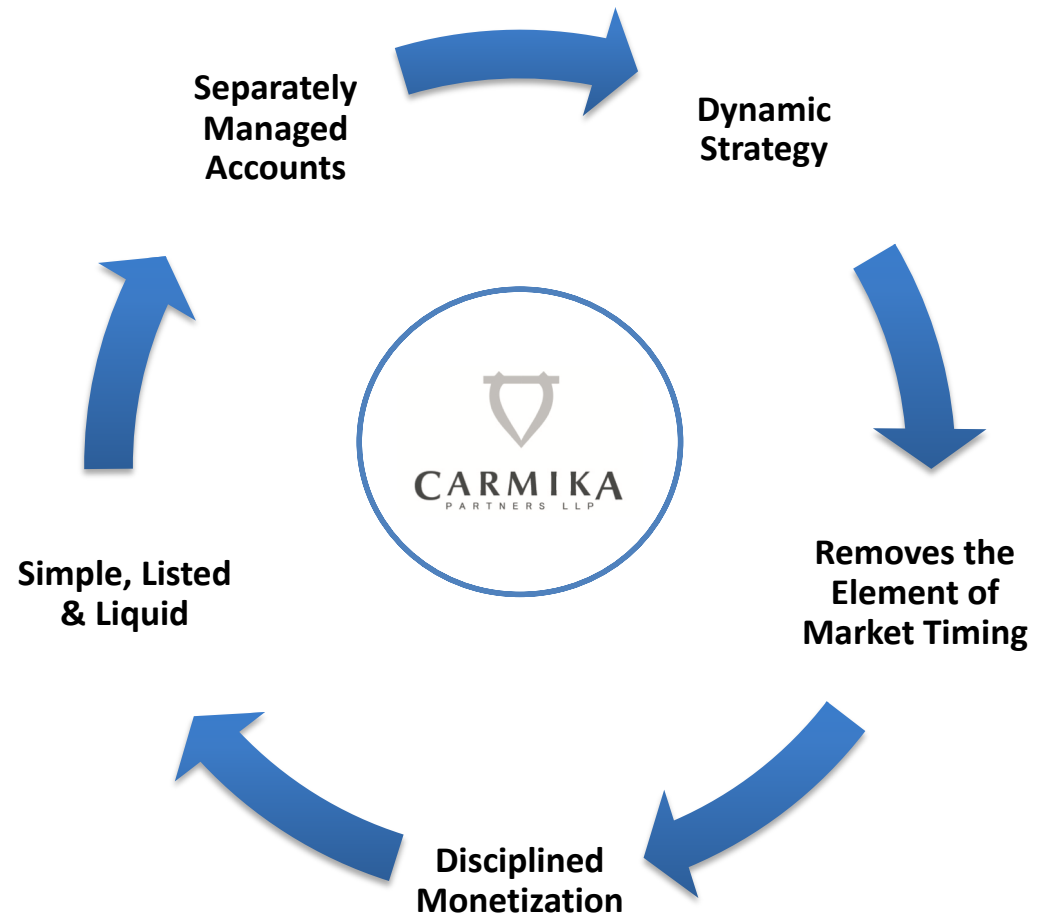 Separately
Managed
Accounts
Dynamic
Strategy
CARMIKA
PARTNERS LLP
Removes the
Element of
Market Timing
Simple, Listed
& Liquid
Disciplined
Monetization